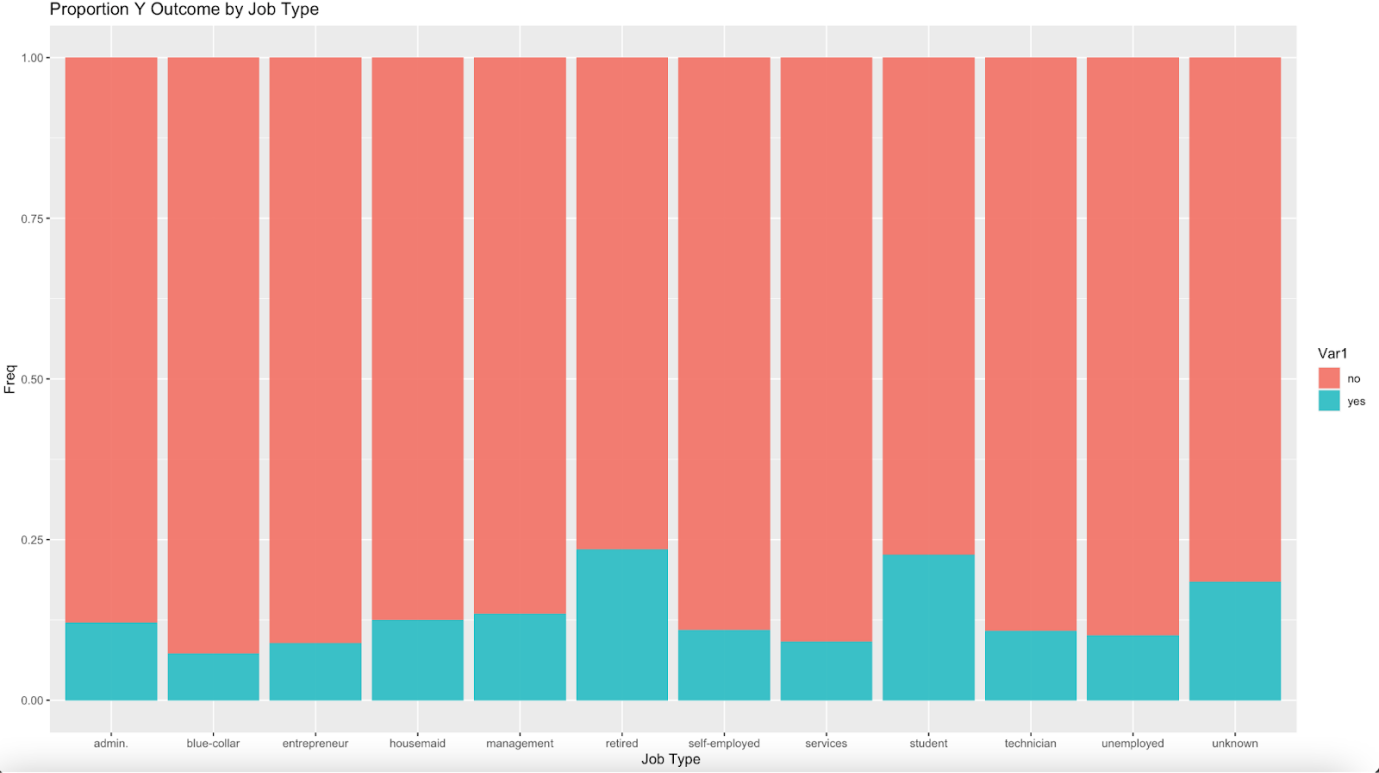 Proportion Y Outcome by Job Type
1.00
0.75
0.50
0.25
0.00
Freq
admin. blue-collar entrepreneur housemaid management retired self-employed services student technician unemployed unknown
Job Type
Var1
no
yes